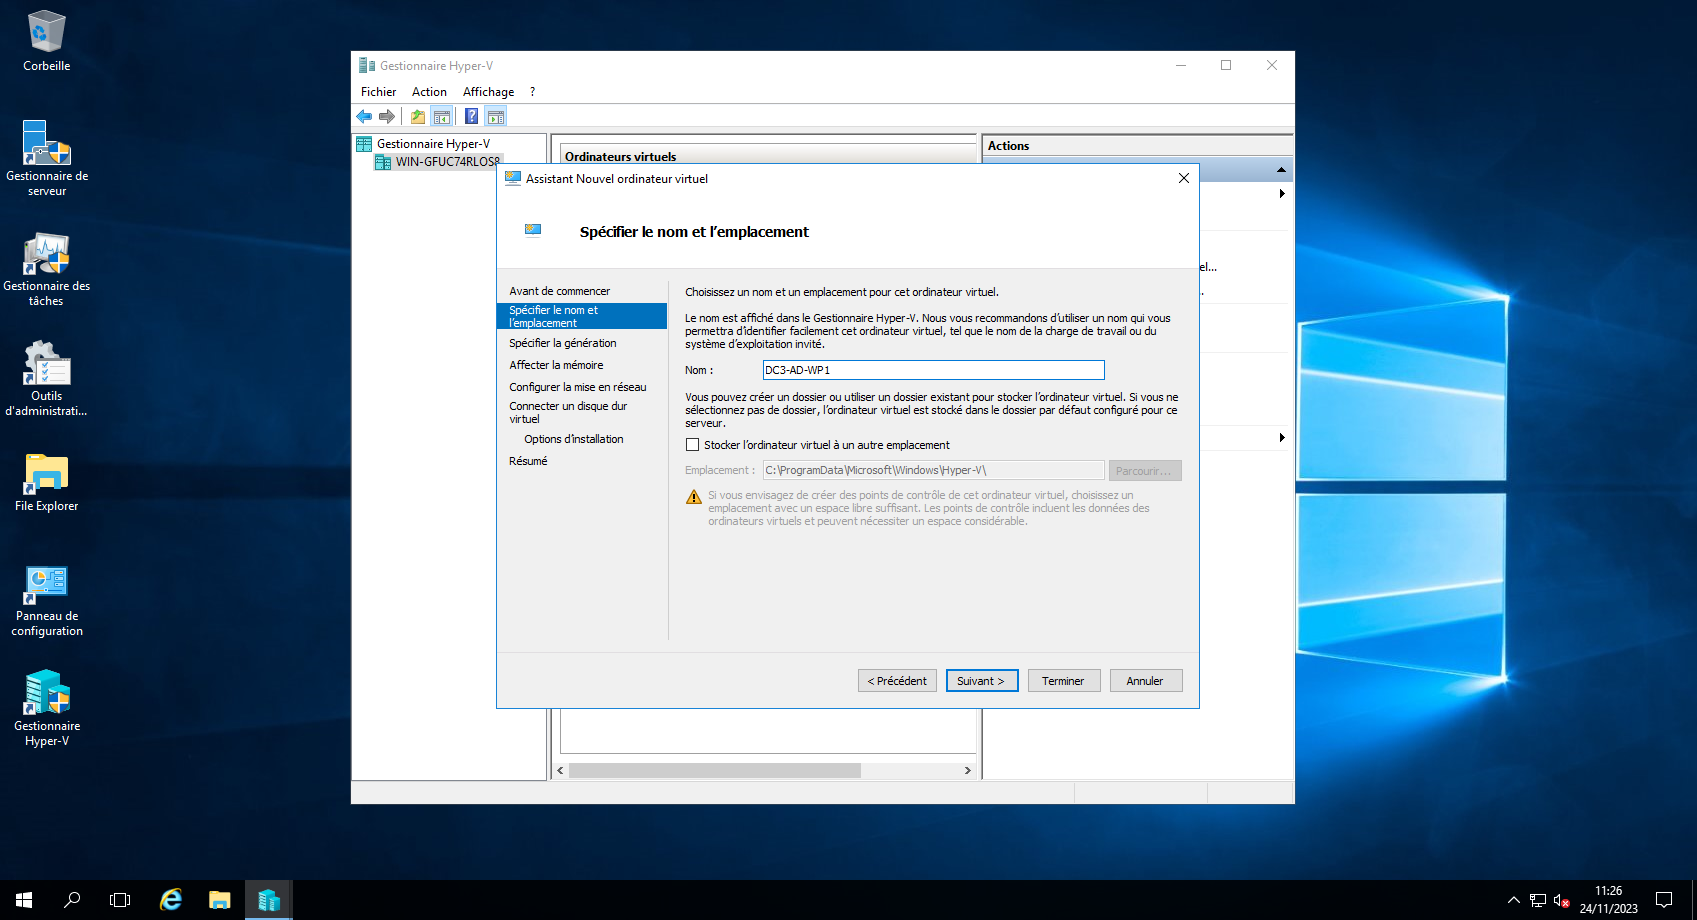 Corbeille
Gestionnaire de
serveur
Gestionnaire des
tâches
Outils
d'administrati...
File Explorer
Panneau de
configuration
Gestionnaire
Hyper-V
Gestionnaire Hyper-V
Fichier Action Affichage ?
Gestionnaire Hyper-V
WIN-GFUC74RLOS8
Ordinateurs virtuels
Actions
el...
Assistant Nouvel ordinateur virtuel
Spécifier le nom et l'emplacement
Avant de commencer
Spécifier le nom et
l'emplacement
Spécifier la génération
Affecter la mémoire
Configurer la mise en réseau
Connecter un disque dur
virtuel
Options d'installation
Résumé
Choisissez un nom et un emplacement pour cet ordinateur virtuel.
Le nom est affiché dans le Gestionnaire Hyper-V. Nous vous recommandons d'utiliser un nom qui vous
permettra d'identifier facilement cet ordinateur virtuel, tel que le nom de la charge de travail ou du
système d'exploitation invité.
Nom : DC3-AD-WP1
Vous pouvez créer un dossier ou utiliser un dossier existant pour stocker l'ordinateur virtuel. Si vous ne
sélectionnez pas de dossier, l'ordinateur virtuel est stocké dans le dossier par défaut configuré pour ce
serveur.
Stocker l'ordinateur virtuel à un autre emplacement
Emplacement : C:\ProgramData\Microsoft\Windows\Hyper-V\ Parcourir...
Si vous envisagez de créer des points de contrôle de cet ordinateur virtuel, choisissez un
emplacement avec un espace libre suffisant. Les points de contrôle incluent les données des
ordinateurs virtuels et peuvent nécessiter un espace considérable.
< Précédent Suivant > Terminer Annuler
11:26
24/11/2023